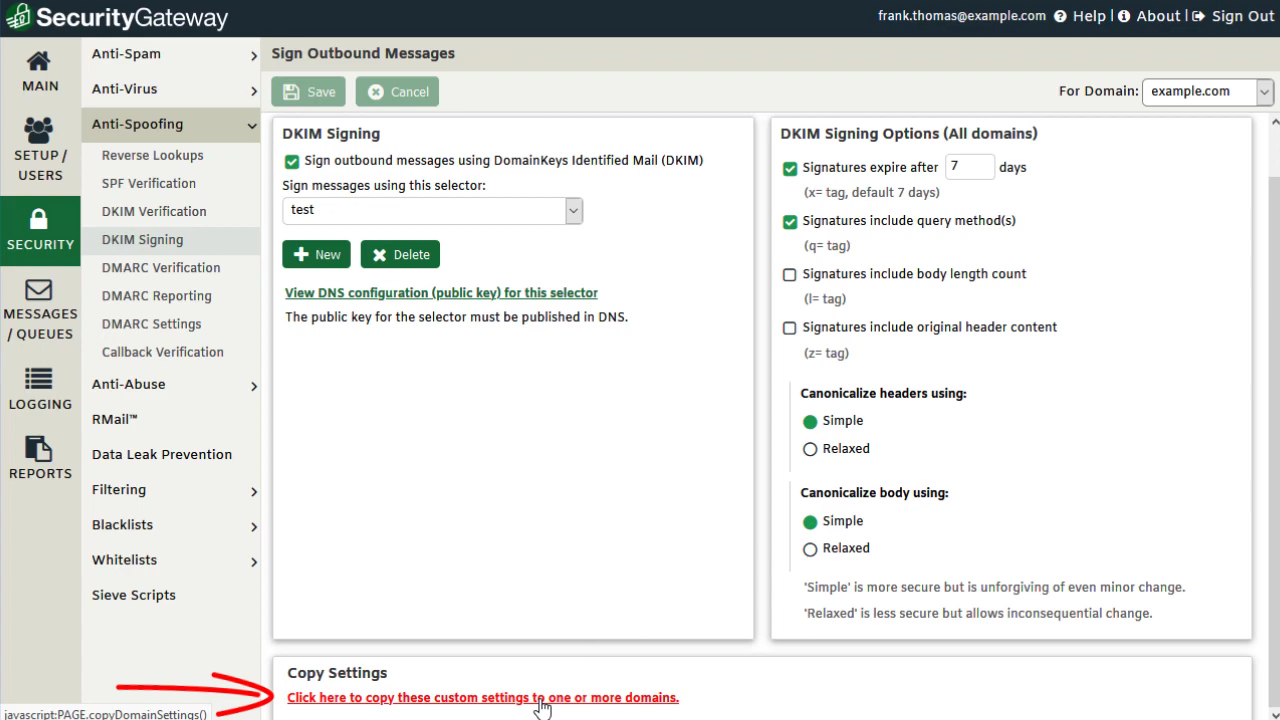 SecurityGateway
frank.thomas@example.com Help | About | Sign Out
MAIN
SETUP /
USERS
SECURITY
MESSAGES
/ QUEUES
LOGGING
REPORTS
Anti-Spam
Anti-Virus
Anti-Spoofing
Reverse Lookups
SPF Verification
DKIM Verification
DKIM Signing
DMARC Verification
DMARC Reporting
DMARC Settings
Callback Verification
Anti-Abuse
RMail™
Data Leak Prevention
Filtering
Blacklists
Whitelists
Sieve Scripts
Sign Outbound Messages
Save Cancel
For Domain: example.com
DKIM Signing
Sign outbound messages using DomainKeys Identified Mail (DKIM)
Sign messages using this selector:
test
New Delete
View DNS configuration (public key) for this selector
The public key for the selector must be published in DNS.
DKIM Signing Options (All domains)
Signatures expire after 7 days
(x= tag, default 7 days)
Signatures include query method(s)
(q= tag)
Signatures include body length count
(l= tag)
Signatures include original header content
(z= tag)
Canonicalize headers using:
Simple
Relaxed
Canonicalize body using:
Simple
Relaxed
'Simple' is more secure but is unforgiving of even minor change.
'Relaxed' is less secure but allows inconsequential change.
Copy Settings
Click here to copy these custom settings to one or more domains.
javascript:PAGE.copyDomainSettings()